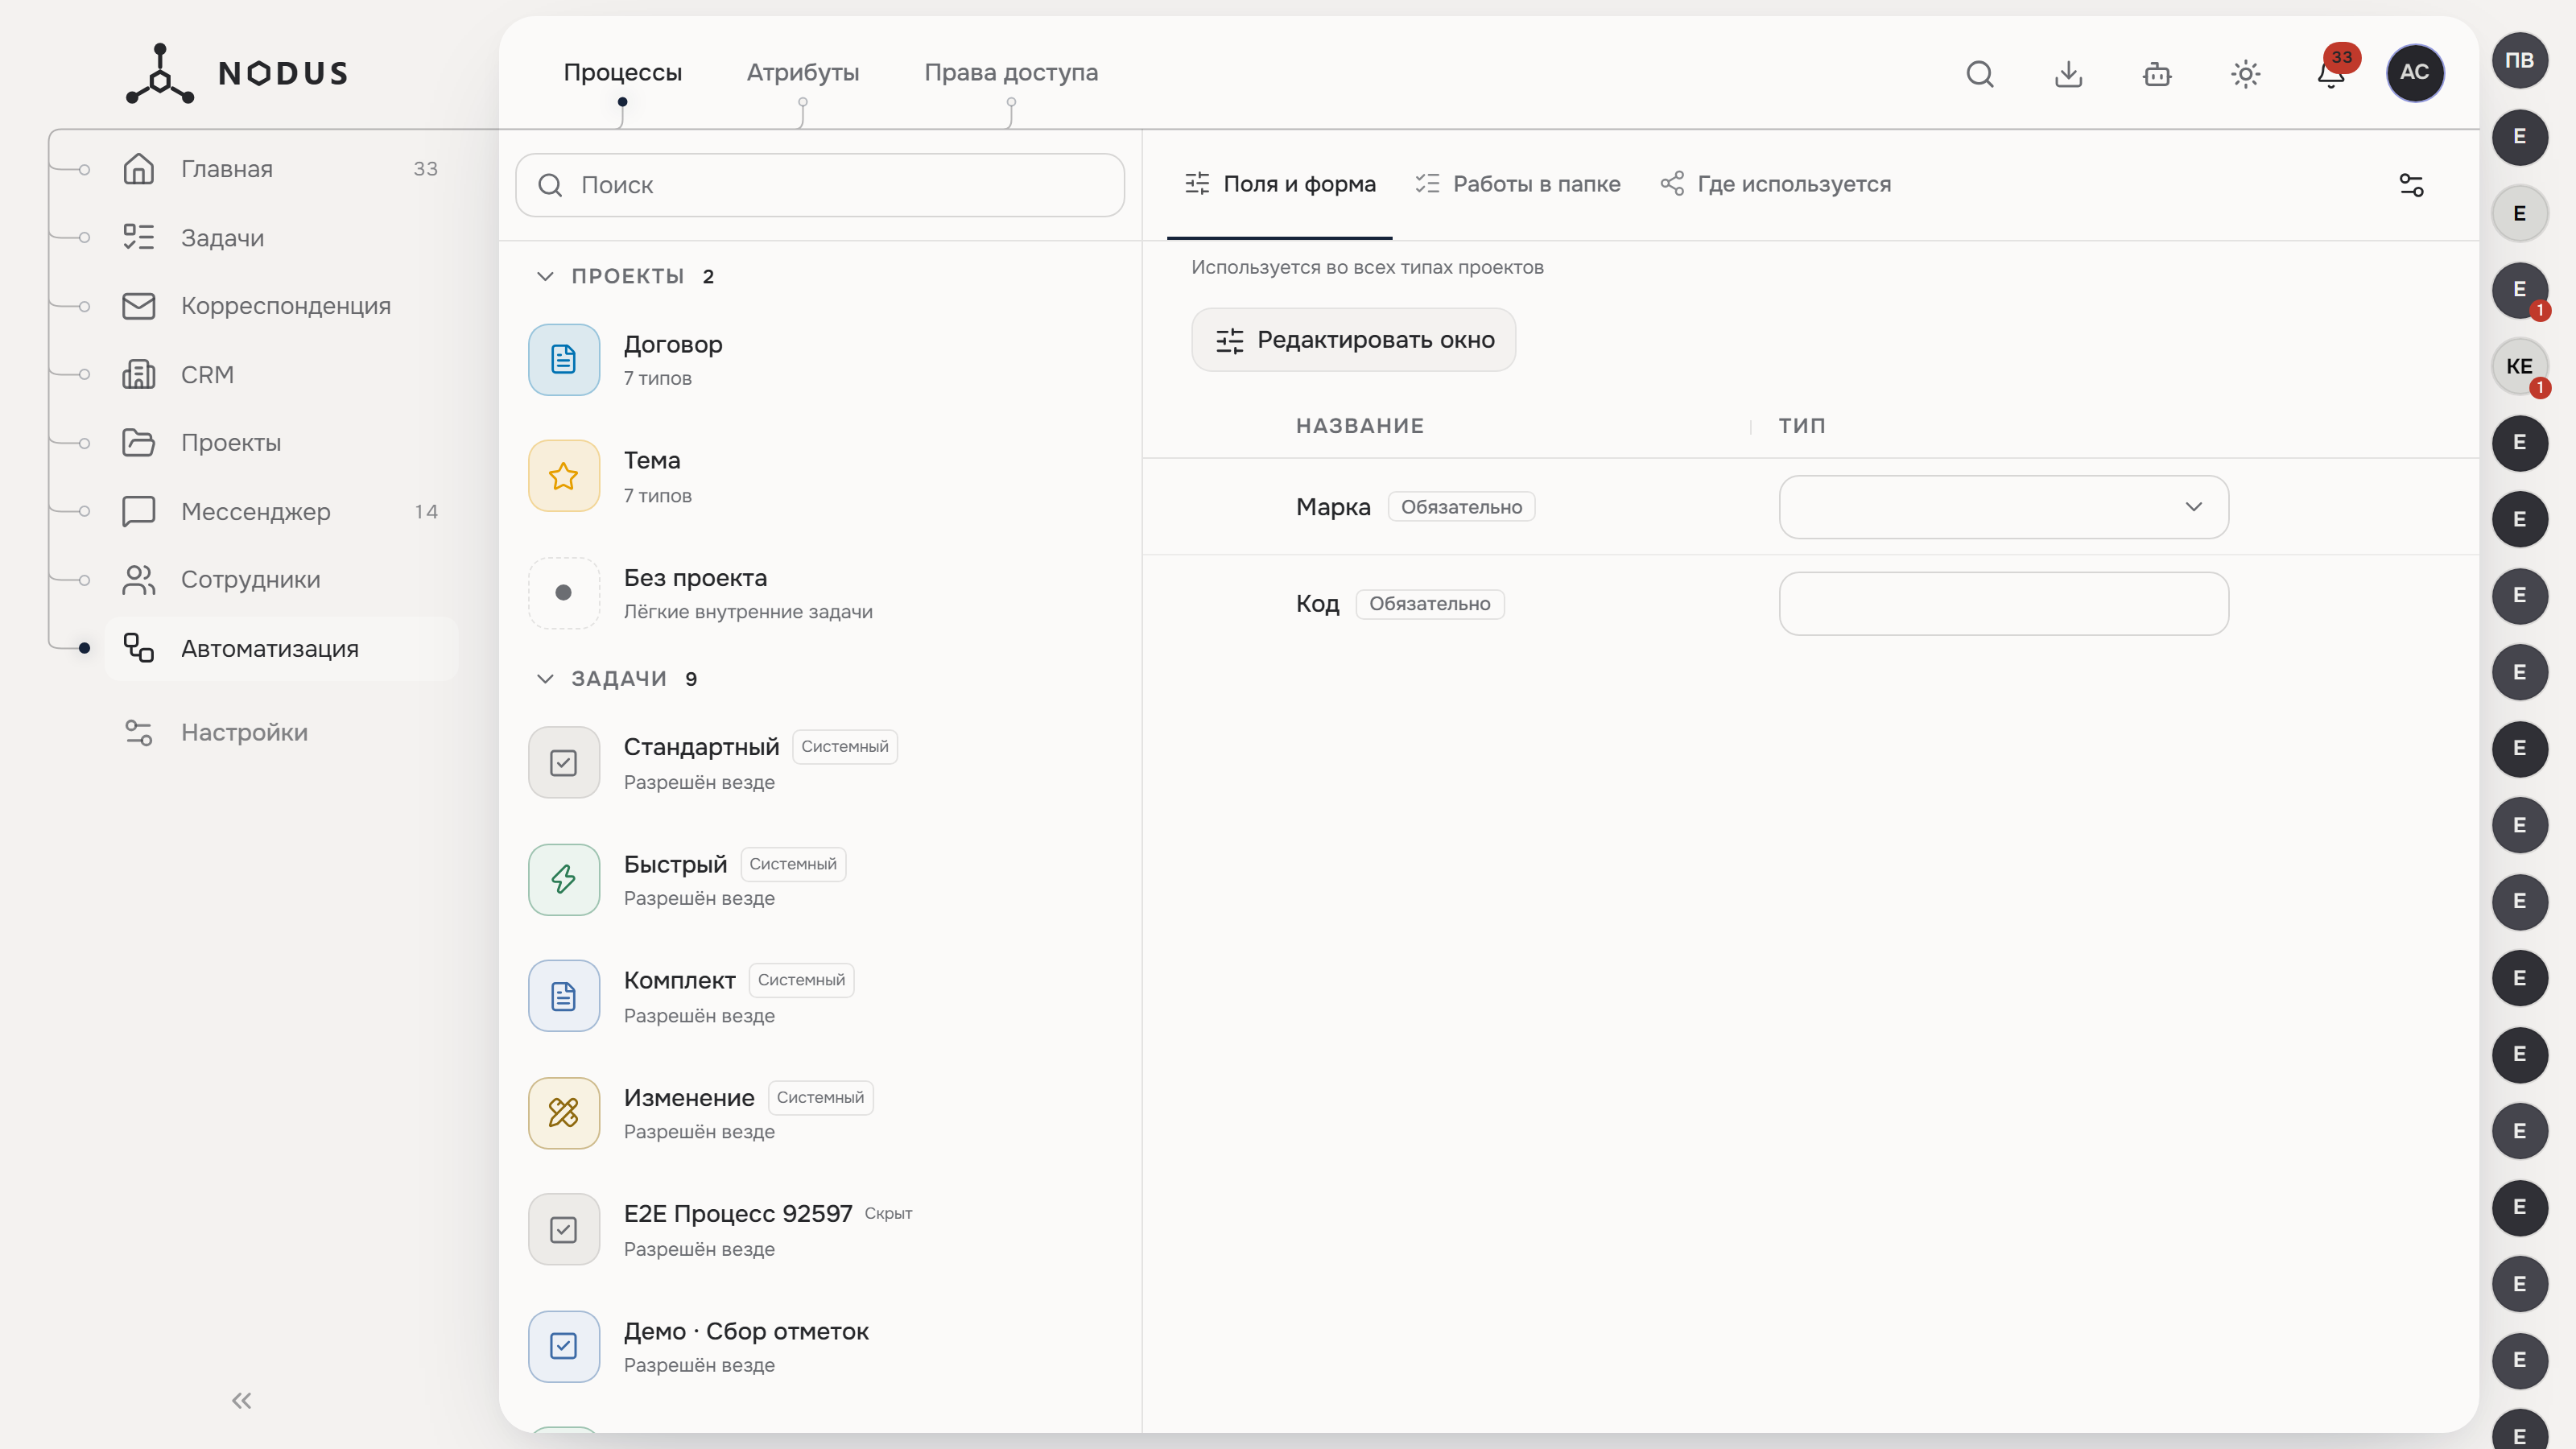 NODUS
Процессы
Атрибуты
Права доступа
33
АС
Главная 33
Задачи
Корреспонденция
CRM
Проекты
Мессенджер 14
Сотрудники
Автоматизация
Настройки
Поиск
ПРОЕКТЫ 2
Договор
7 типов
Тема
7 типов
Без проекта
Лёгкие внутренние задачи
ЗАДАЧИ 9
Стандартный Системный
Разрешён везде
Быстрый Системный
Разрешён везде
Комплект Системный
Разрешён везде
Изменение Системный
Разрешён везде
E2E Процесс 92597 Скрыт
Разрешён везде
Демо · Сбор отметок
Разрешён везде
Поля и форма
Работы в папке
Где используется
Используется во всех типах проектов
Редактировать окно
НАЗВАНИЕ ТИП
Марка Обязательно
Код Обязательно
ПВ
Е
Е
Е
1
КЕ
1
Е
Е
Е
Е
Е
Е
Е
Е
Е
Е
Е
Е
Е
Е